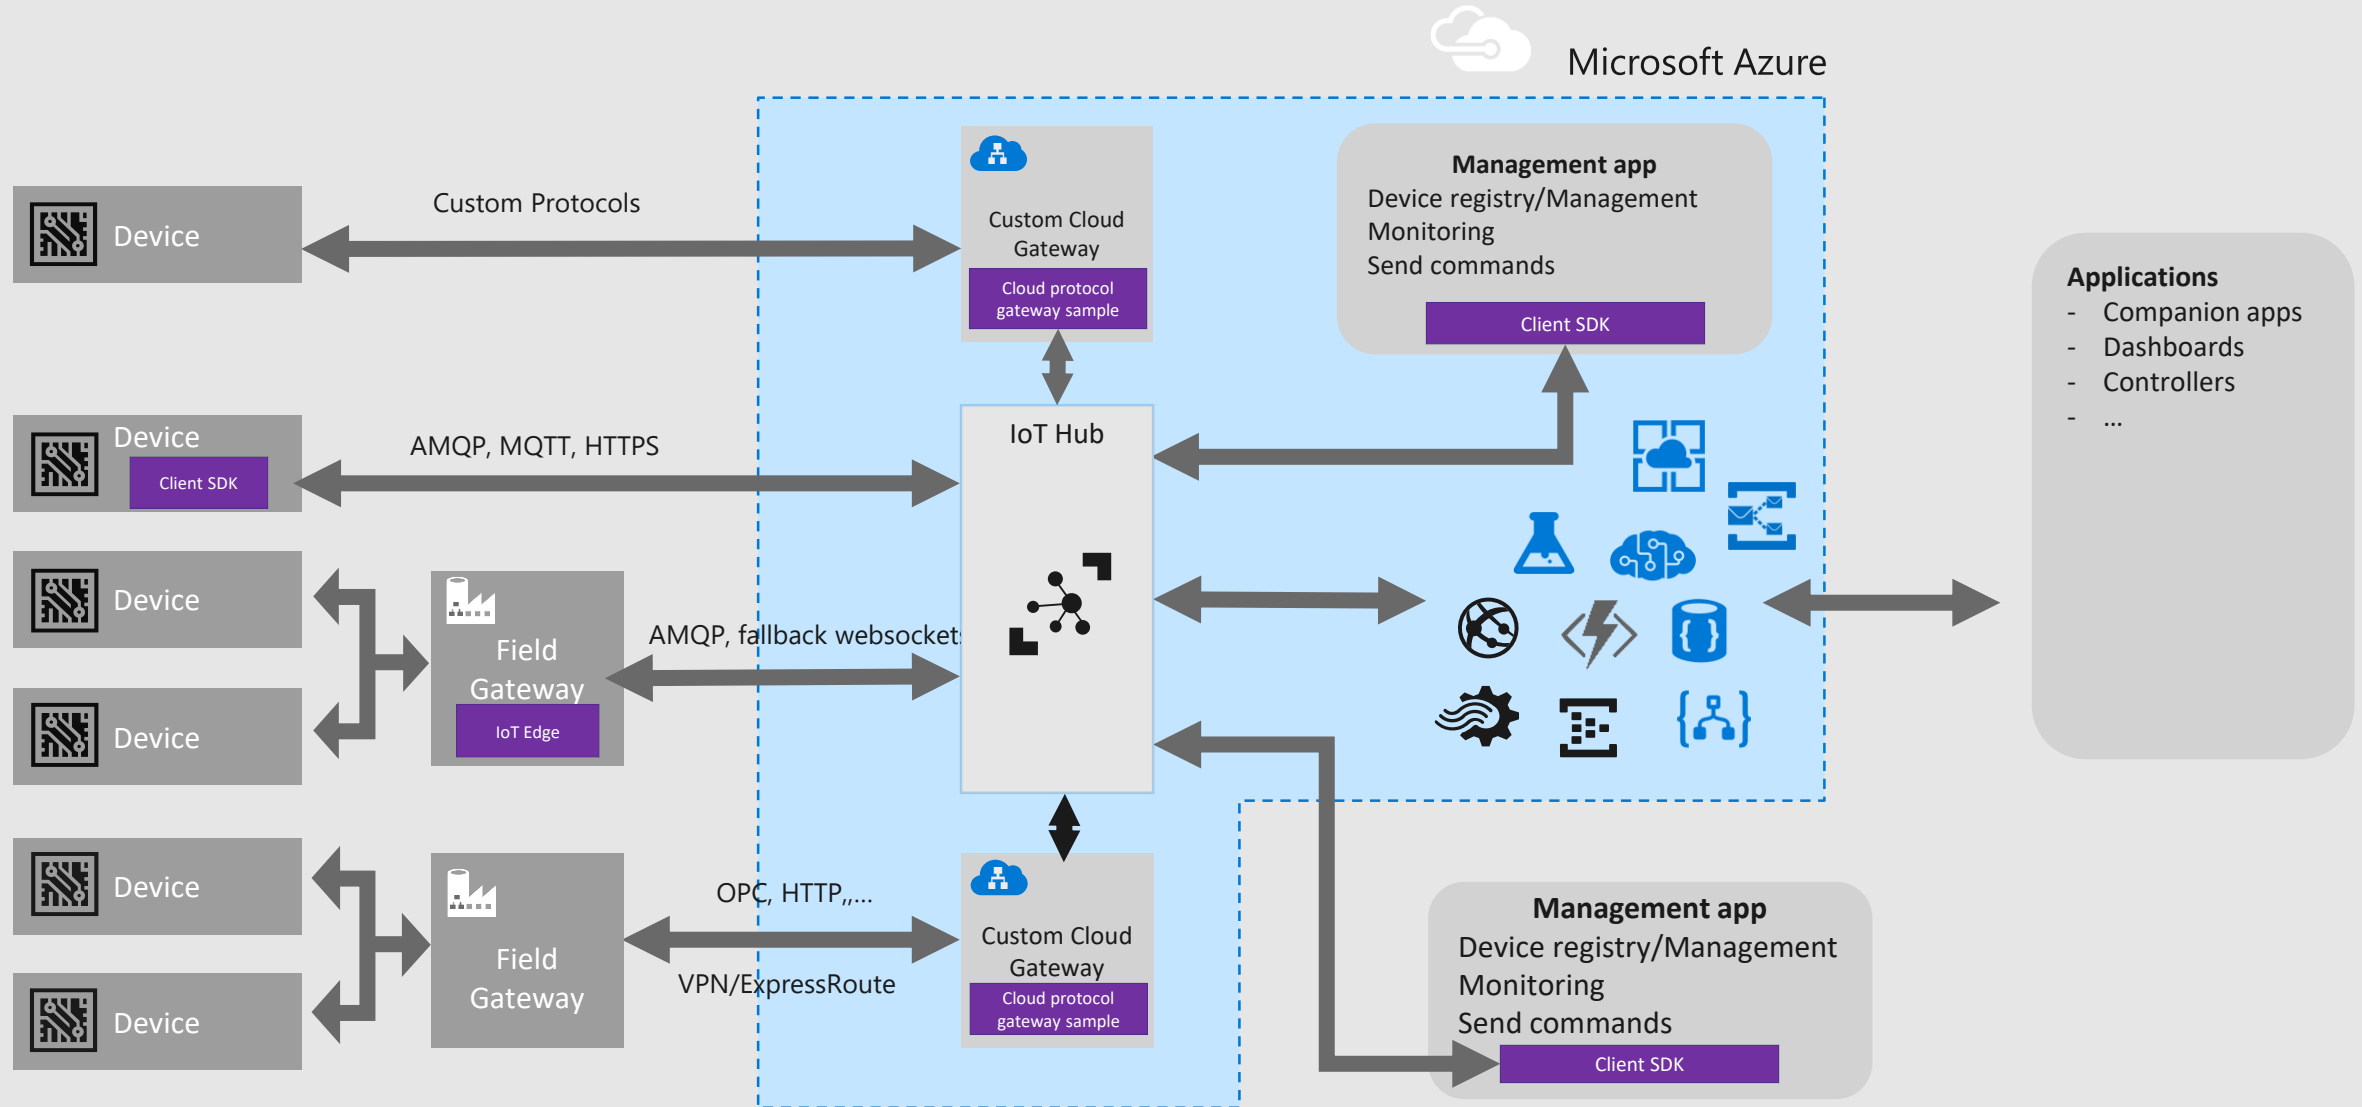 Microsoft Azure
Device
Custom Protocols
Custom Cloud
Gateway
Cloud protocol
gateway sample
Management app
Device registry/Management
Monitoring
Send commands
Client SDK
Applications
- Companion apps
- Dashboards
- Controllers
- ...
Device
Client SDK
AMQP, MQTT, HTTPS
IoT Hub
Device
Device
Field
Gateway
IoT Edge
AMQP, fallback websockets
Device
Device
Field
Gateway
OPC, HTTP,,...
VPN/ExpressRoute
Custom Cloud
Gateway
Cloud protocol
gateway sample
Management app
Device registry/Management
Monitoring
Send commands
Client SDK